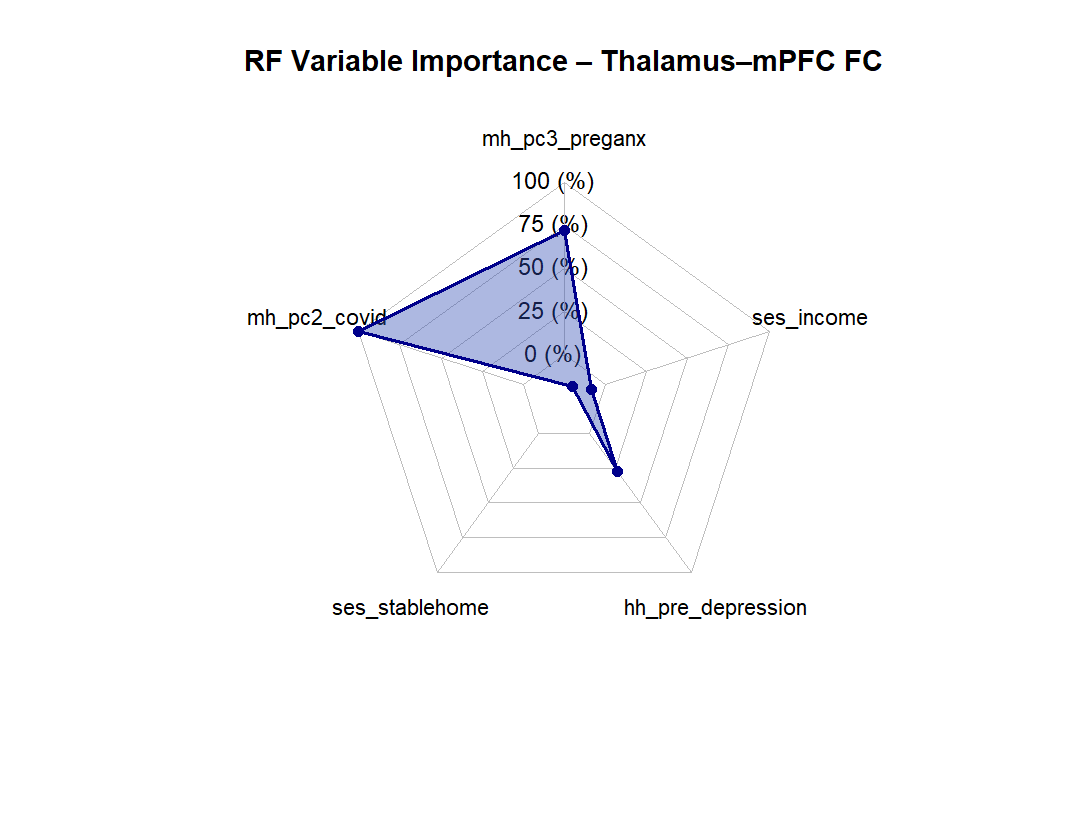 RF Variable Importance – Thalamus–mPFC FC
mh_pc3_preganx
100 (%)
75 (%)
mh_pc2_covid
50 (%)
25 (%)
0 (%)
ses_income
ses_stablehome
hh_pre_depression